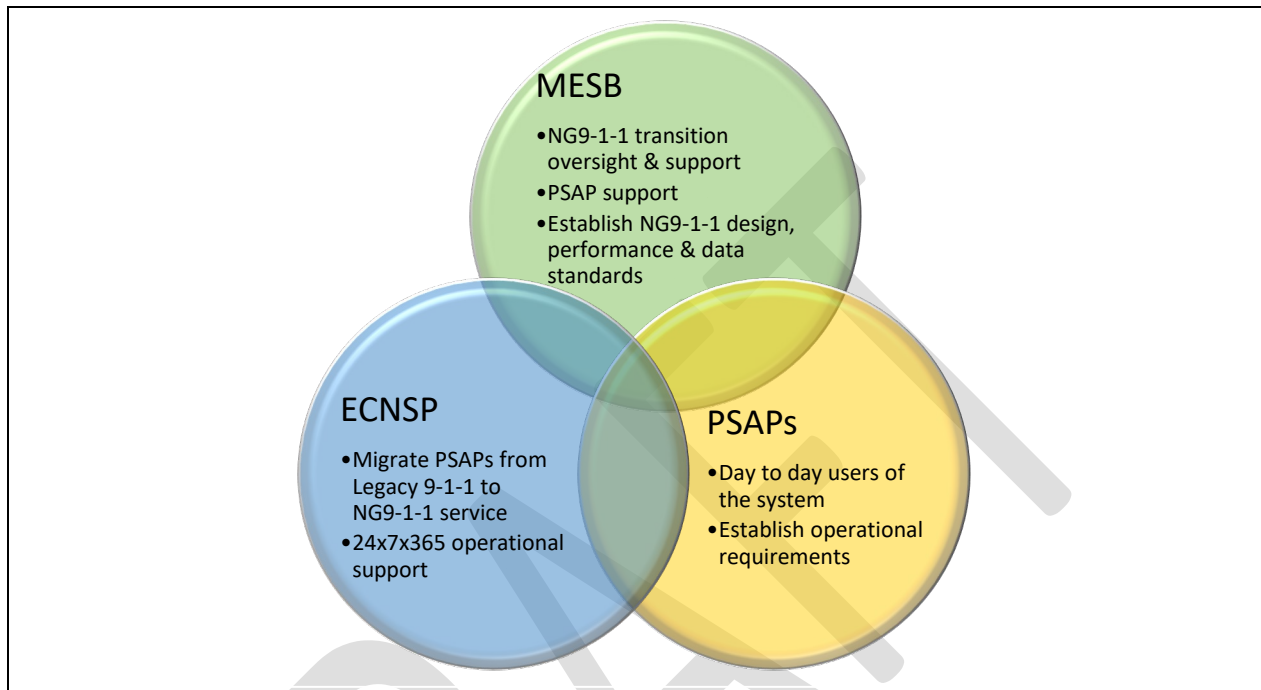 MESB
•NG9-1-1 transition
oversight & support
•PSAP support
•Establish NG9-1-1 design,
performance & data
standards
ECNSP
•Migrate PSAPs from
Legacy 9-1-1 to
NG9-1-1 service
•24x7x365 operational
support
PSAPs
•Day to day users of
the system
•Establish operational
requirements